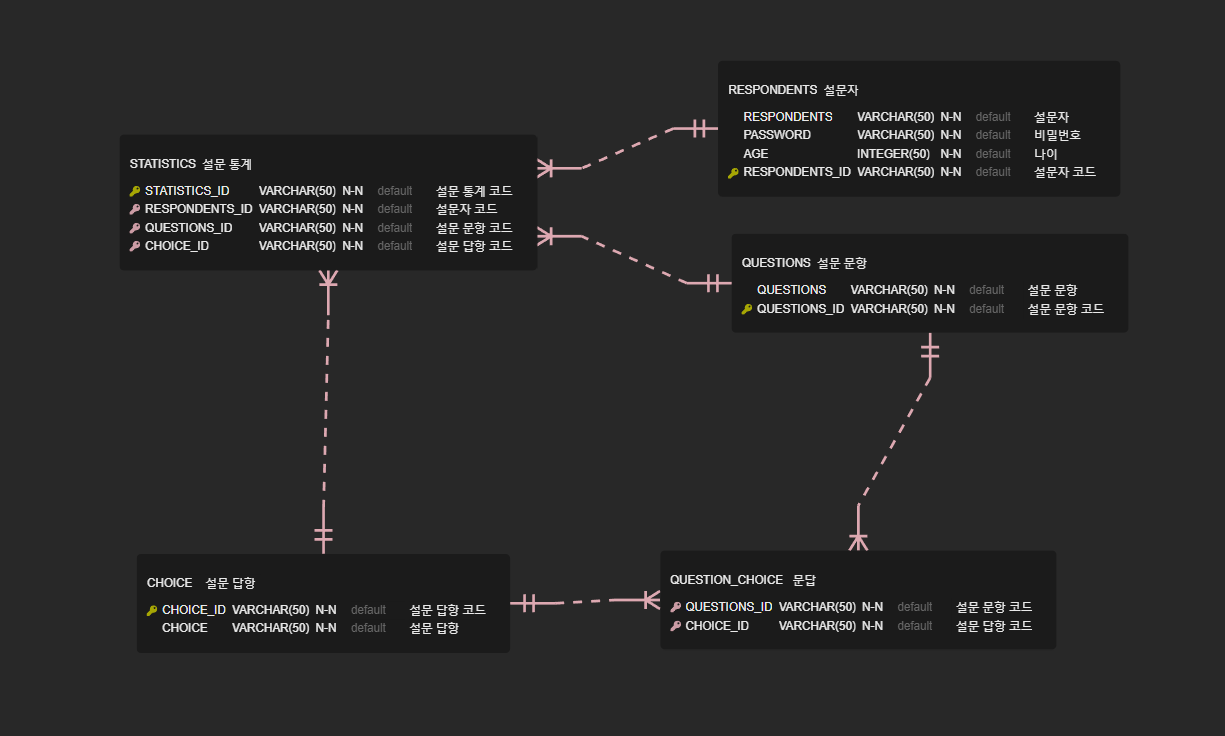 RESPONDENTS 설문자
RESPONDENTS VARCHAR(50) N-N default 설문자
PASSWORD VARCHAR(50) N-N default 비밀번호
AGE INTEGER(50) N-N default 나이
RESPONDENTS_ID VARCHAR(50) N-N default 설문자 코드
STATISTICS 설문 통계
STATISTICS_ID VARCHAR(50) N-N default 설문 통계 코드
RESPONDENTS_ID VARCHAR(50) N-N default 설문자 코드
QUESTIONS_ID VARCHAR(50) N-N default 설문 문항 코드
CHOICE_ID VARCHAR(50) N-N default 설문 답항 코드
QUESTIONS 설문 문항
QUESTIONS VARCHAR(50) N-N default 설문 문항
QUESTIONS_ID VARCHAR(50) N-N default 설문 문항 코드
CHOICE 설문 답항
CHOICE_ID VARCHAR(50) N-N default 설문 답항 코드
CHOICE VARCHAR(50) N-N default 설문 답항
QUESTION_CHOICE 문답
QUESTIONS_ID VARCHAR(50) N-N default 설문 문항 코드
CHOICE_ID VARCHAR(50) N-N default 설문 답항 코드